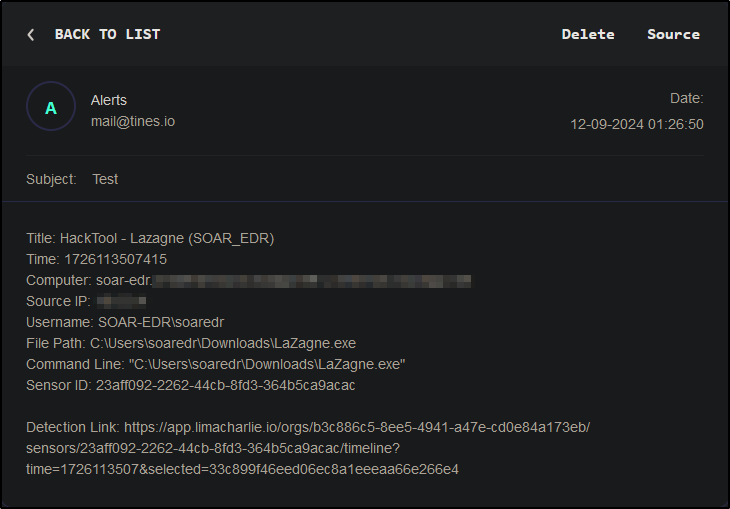 BACK TO LIST
Delete
Source
A
Alerts
mail@tines.io
Date:
12-09-2024 01:26:50
Subject: Test
Title: HackTool - Lazagne (SOAR_EDR)
Time: 1726113507415
Computer: soar-edr.
Source IP:
Username: SOAR-EDR\soaredr
File Path: C:\Users\soaredr\Downloads\LaZagne.exe
Command Line: "C:\Users\soaredr\Downloads\LaZagne.exe"
Sensor ID: 23aff092-2262-44cb-8fd3-364b5ca9acac
Detection Link: https://app.limacharlie.io/orgs/b3c886c5-8ee5-4941-a47e-cd0e84a173eb/
sensors/23aff092-2262-44cb-8fd3-364b5ca9acac/timeline?
time=1726113507&selected=33c899f46eed06ec8a1eeeaa66e266e4